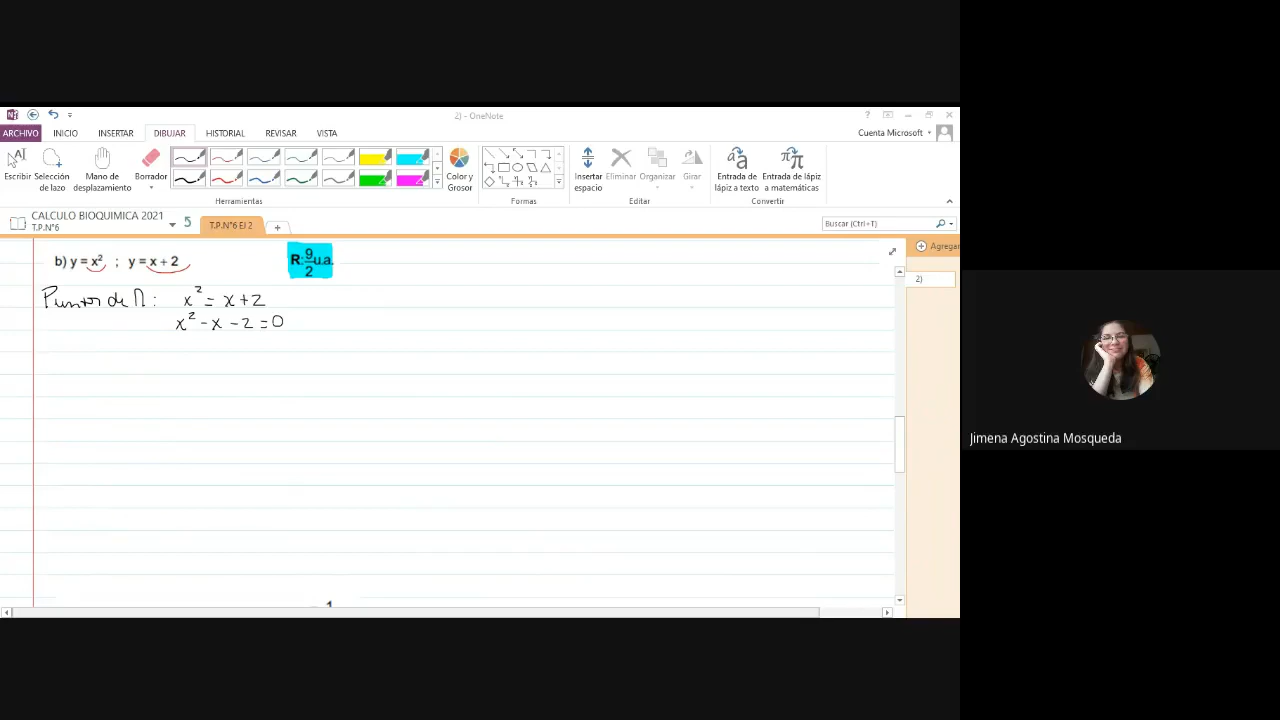 2) - OneNote
ARCHIVO INICIO INSERTAR DIBUJAR HISTORIAL REVISAR VISTA Cuenta Microsoft
Escribir Selección de lazo Mano de desplazamiento Borrador Color y Grosor Insertar espacio Eliminar Organizar Girar Entrada de lápiz a texto Entrada de lápiz a matemáticas
Herramientas Formas Editar Convertir
CALCULO BIOQUIMICA 2021
T.P.N°6
T.P.N°6 EJ 2
Buscar (Ctrl+T)
Agregar
2)
b) y = x² ; y = x + 2 R: 9/2 u.a.
Puntos de ∩ : x² = x + 2
x² - x - 2 = 0
1
Jimena Agostina Mosqueda